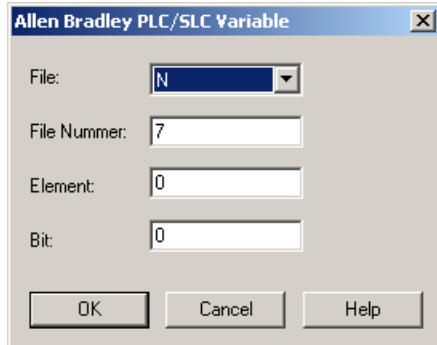 Allen Bradley PLC/SLC Variable
File: N
File Nummer: 7
Element: 0
Bit: 0
OK Cancel Help